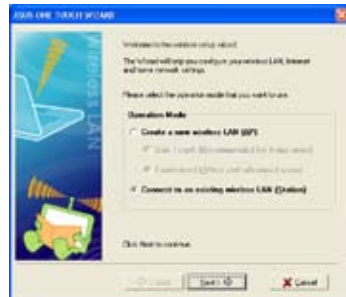 ASUS ONE TOUCH WIZARD
Wireless LAN
Welcome to the wireless setup wizard.
The Wizard will help you configure your wireless LAN, Internet
and home network settings.
Please select the operation mode that you want to use.
Operation Mode
Create a new wireless LAN (AP)
Connect to an existing wireless LAN (Station)
Click Next to continue.
Next
Cancel